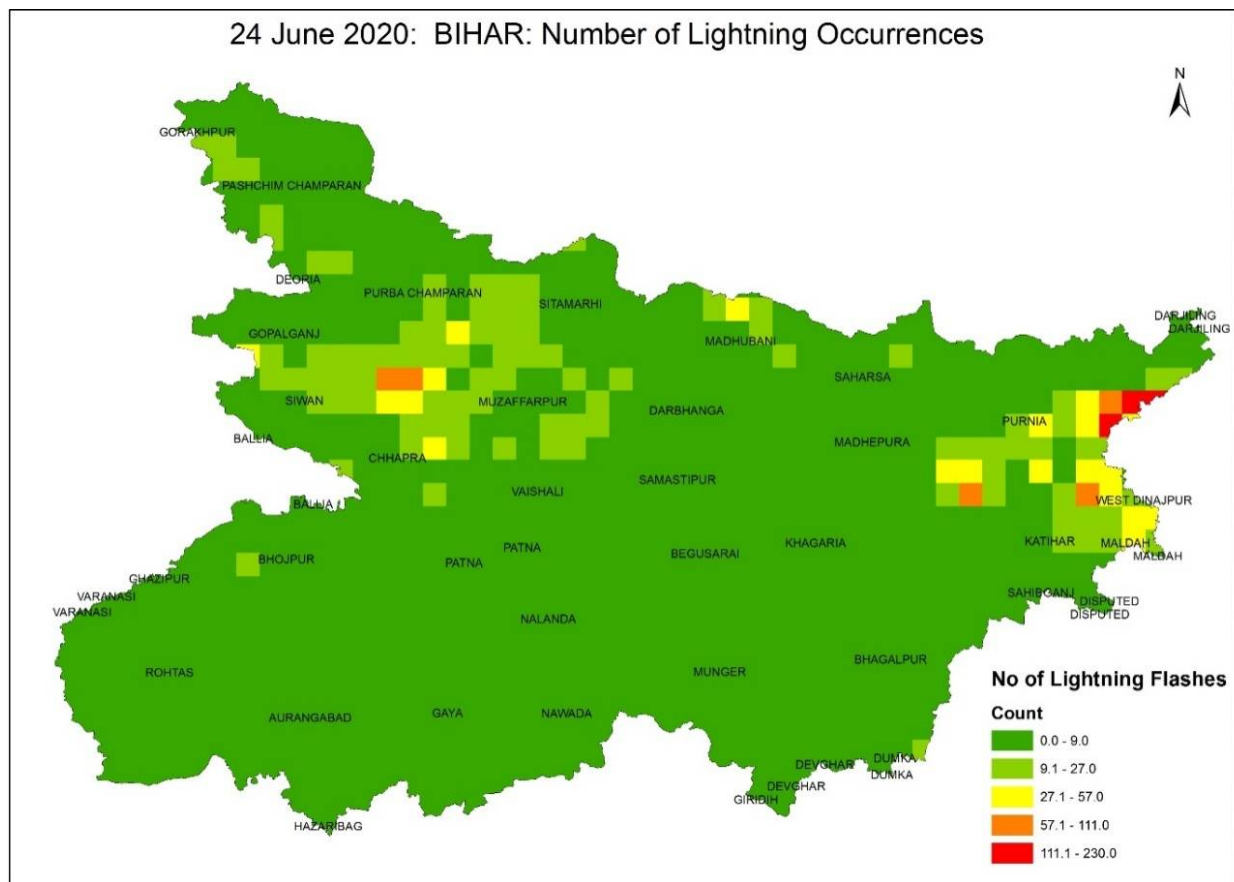 24 June 2020: BIHAR: Number of Lightning Occurrences
N
GORAKHPUR
PASHCHIM CHAMPARAN
DEORIA
PURBA CHAMPARAN
SITAMARHI
DARJILING
DARJILING
GOPALGANJ
MADHUBANI
SAHARSA
SIWAN
MUZAFFARPUR
DARBHANGA
PURNIA
BALLIA
MADHEPURA
CHHAPRA
SAMASTIPUR
VAISHALI
WEST DINAJPUR
BALLIA
PATNA
KHAGARIA
KATIHAR
MALDAH
BHOJPUR
PATNA
BEGUSARAI
MALDAH
GHAZIPUR
VARANASI
SAHIBGANJ
DISPUTED
VARANASI
DISPUTED
NALANDA
ROHTAS
MUNGER
BHAGALPUR
AURANGABAD
GAYA
NAWADA
DEVGHAR
DUMKA
DUMKA
DEVGHAR
GIRIDIH
HAZARIBAG
No of Lightning Flashes
Count
0.0 - 9.0
9.1 - 27.0
27.1 - 57.0
57.1 - 111.0
111.1 - 230.0